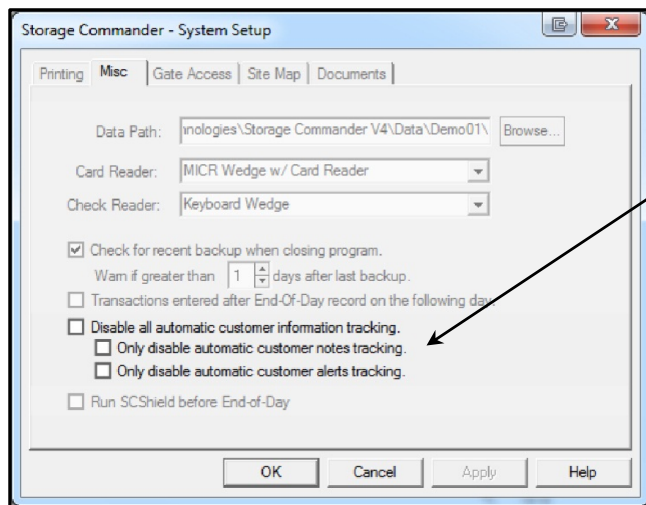 Storage Commander - System Setup
Printing Misc Gate Access Site Map Documents
Data Path: nnologies\Storage Commander V4\Data\Demo01\ Browse...
Card Reader: MICR Wedge w/ Card Reader
Check Reader: Keyboard Wedge
Check for recent backup when closing program.
Warn if greater than 1 days after last backup.
Transactions entered after End-Of-Day record on the following day.
Disable all automatic customer information tracking.
Only disable automatic customer notes tracking.
Only disable automatic customer alerts tracking.
Run SCShield before End-of-Day
OK Cancel Apply Help